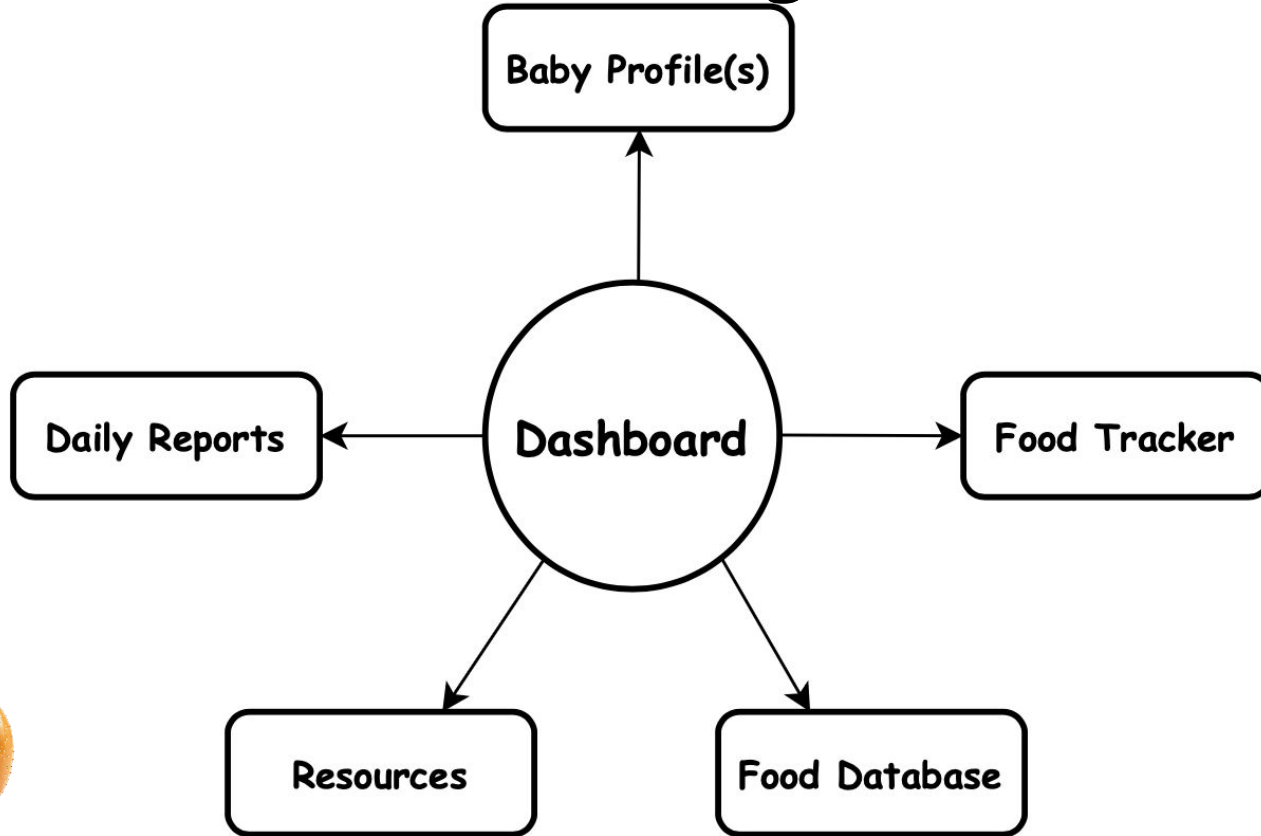 Baby Profile(s)
Daily Reports
Dashboard
Food Tracker
Resources
Food Database